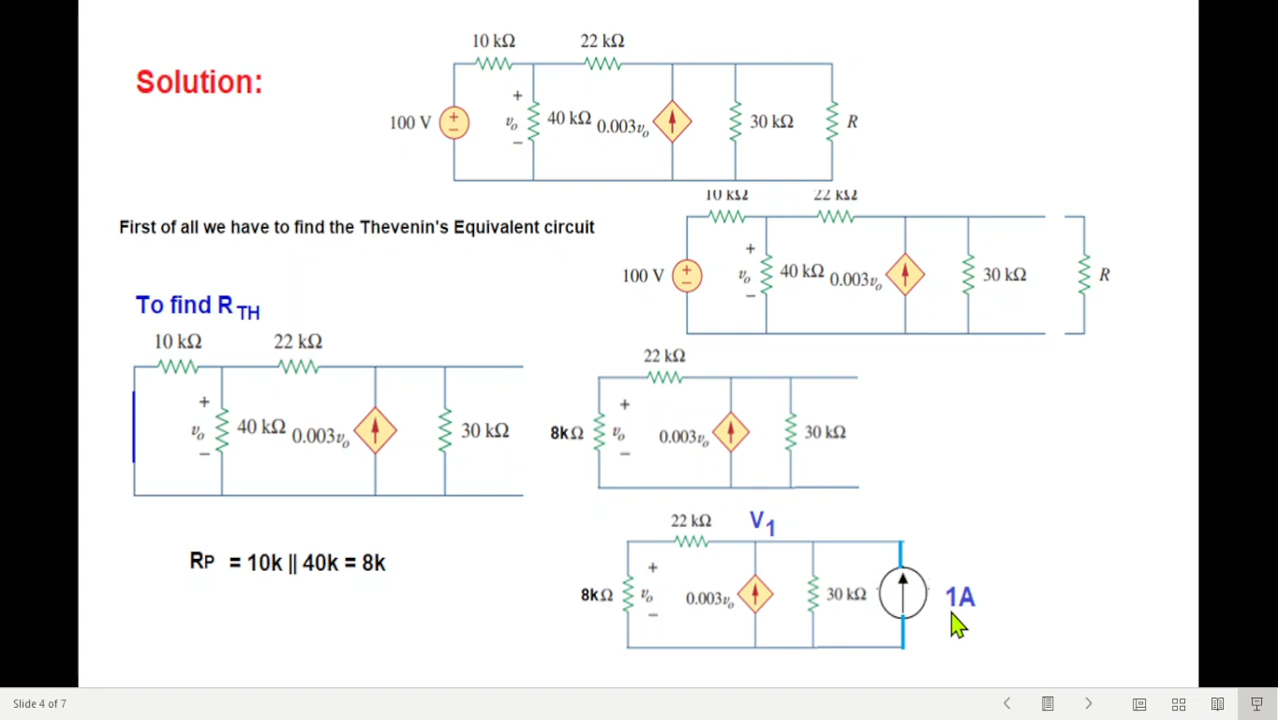 10 kΩ 22 kΩ
Solution:
100 V + − + vo − 40 kΩ 0.003vo 30 kΩ R
10 kΩ 22 kΩ
First of all we have to find the Thevenin's Equivalent circuit
100 V + − + vo − 40 kΩ 0.003vo 30 kΩ R
To find RTH
10 kΩ 22 kΩ
+ vo − 40 kΩ 0.003vo 30 kΩ
22 kΩ
8kΩ + vo − 0.003vo 30 kΩ
22 kΩ V1
RP = 10k || 40k = 8k
8kΩ + vo − 0.003vo 30 kΩ 1A
Slide 4 of 7